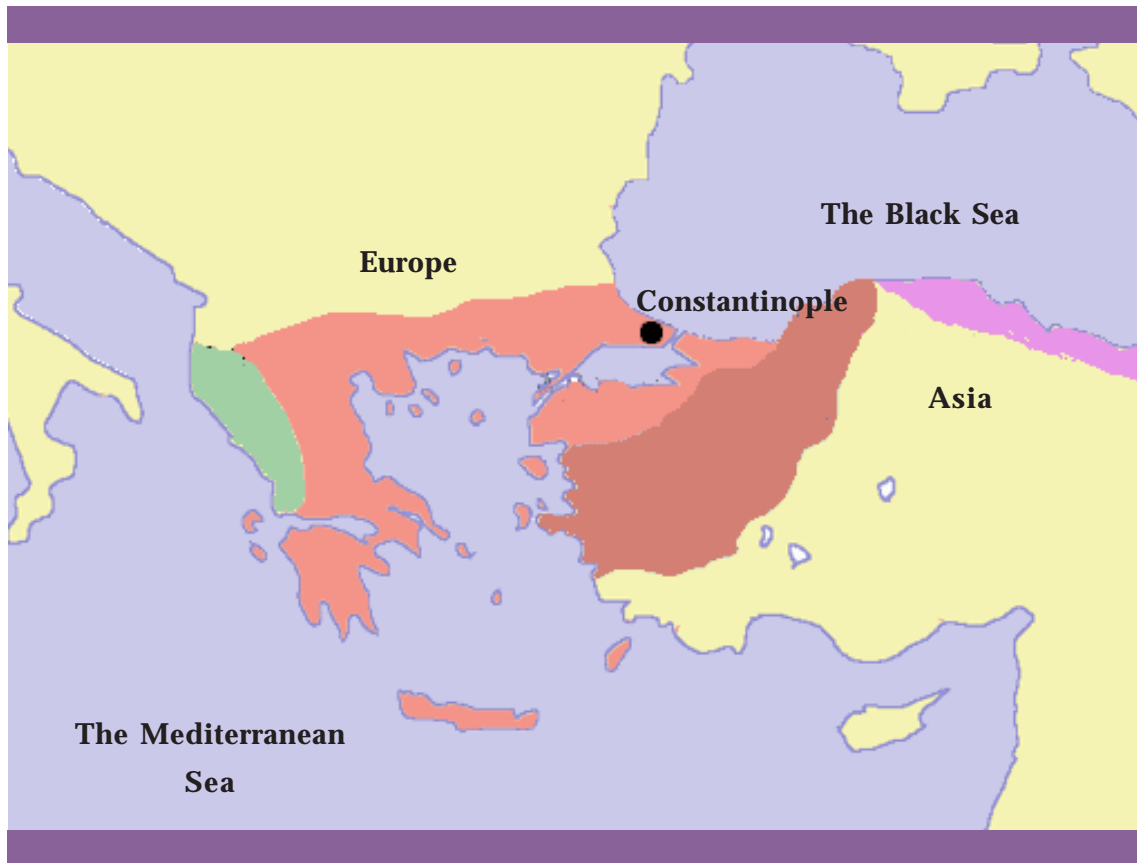 The Black Sea
Europe
Constantinople
Asia
The Mediterranean
Sea